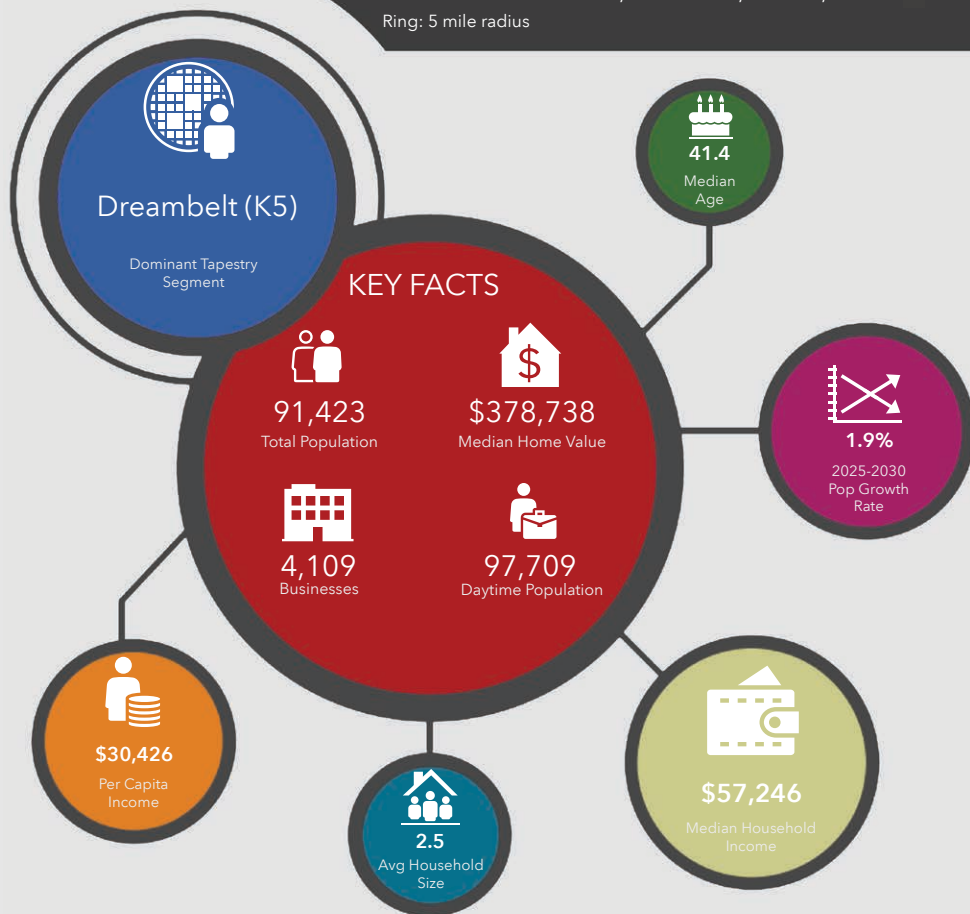 Ring: 5 mile radius
Dreambelt (K5)
Dominant Tapestry
Segment
KEY FACTS
91,423
Total Population
$378,738
Median Home Value
4,109
Businesses
97,709
Daytime Population
41.4
Median
Age
1.9%
2025-2030
Pop Growth
Rate
$30,426
Per Capita
Income
2.5
Avg Household
Size
$57,246
Median Household
Income